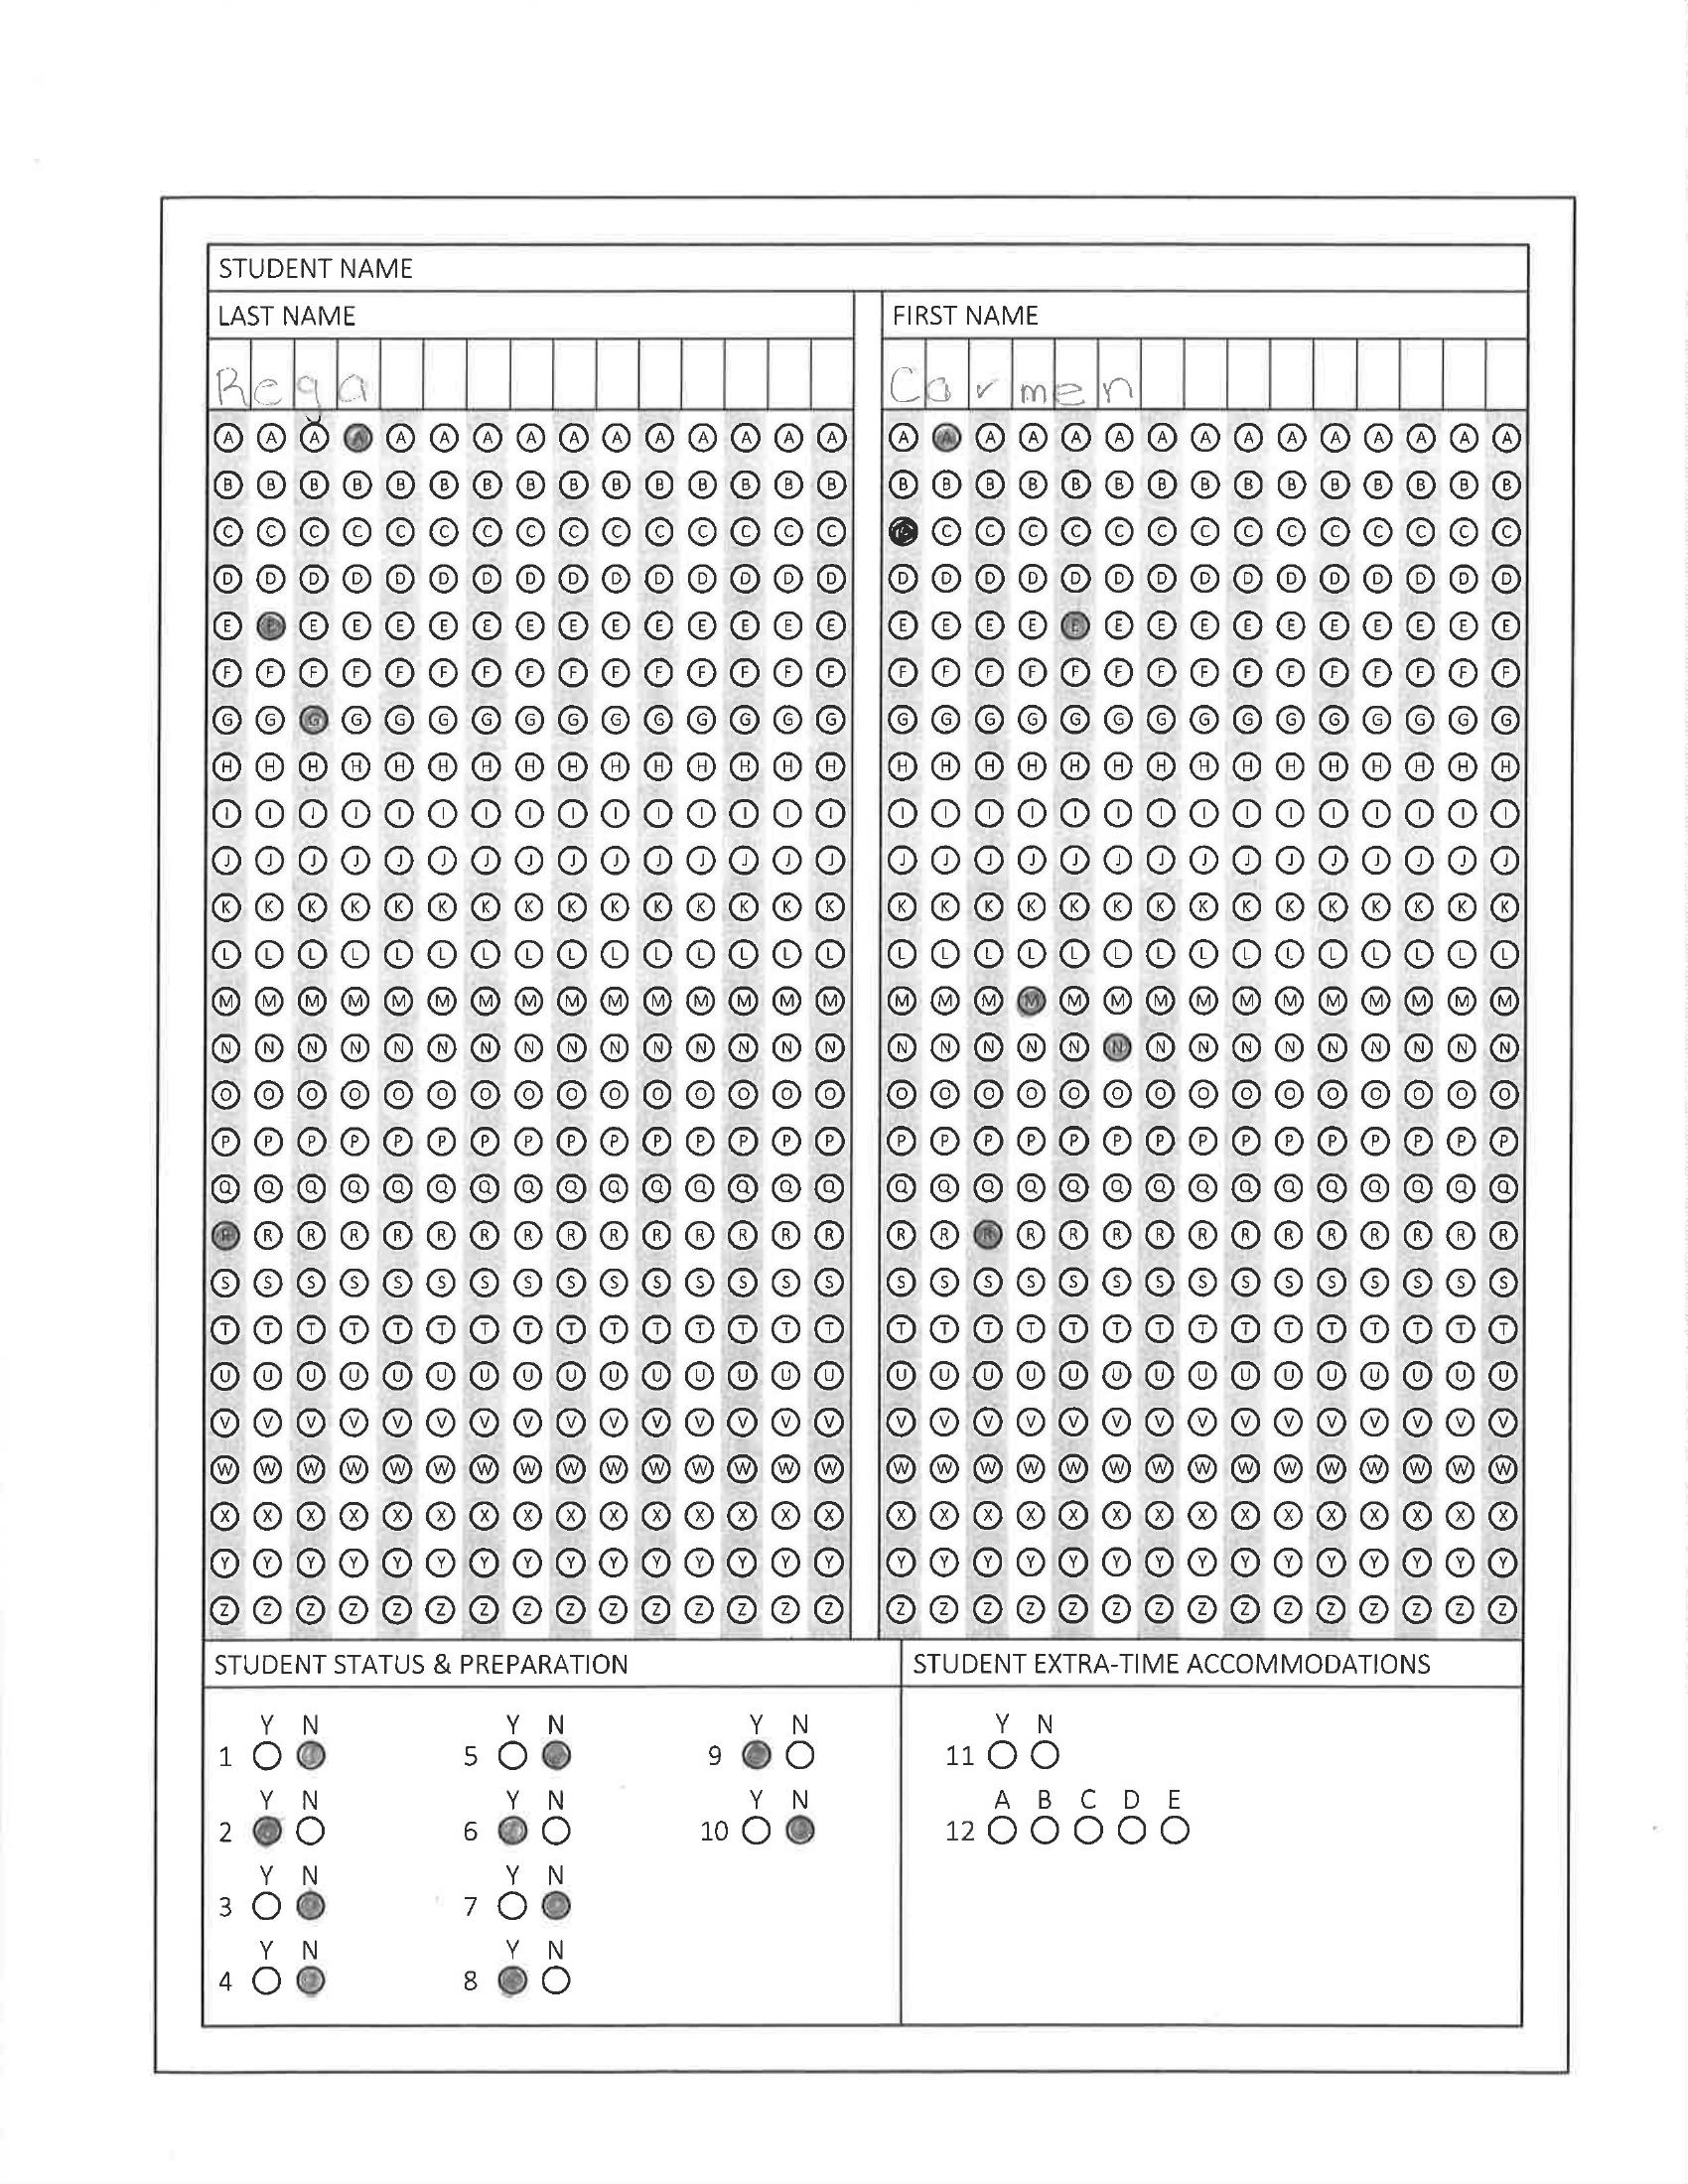 STUDENT NAME
LAST NAME FIRST NAME
Rega Carmen
A A A A A A A A A A A A A A A A A A A A A A A A A A A A A A
B B B B B B B B B B B B B B B B B B B B B B B B B B B B B B
C C C C C C C C C C C C C C C C C C C C C C C C C C C C C C
D D D D D D D D D D D D D D D D D D D D D D D D D D D D D D
E E E E E E E E E E E E E E E E E E E E E E E E E E E E E E
F F F F F F F F F F F F F F F F F F F F F F F F F F F F F F
G G G G G G G G G G G G G G G G G G G G G G G G G G G G G G
H H H H H H H H H H H H H H H H H H H H H H H H H H H H H H
I I I I I I I I I I I I I I I I I I I I I I I I I I I I I I
J J J J J J J J J J J J J J J J J J J J J J J J J J J J J J
K K K K K K K K K K K K K K K K K K K K K K K K K K K K K K
L L L L L L L L L L L L L L L L L L L L L L L L L L L L L L
M M M M M M M M M M M M M M M M M M M M M M M M M M M M M M
N N N N N N N N N N N N N N N N N N N N N N N N N N N N N N
O O O O O O O O O O O O O O O O O O O O O O O O O O O O O O
P P P P P P P P P P P P P P P P P P P P P P P P P P P P P P
Q Q Q Q Q Q Q Q Q Q Q Q Q Q Q Q Q Q Q Q Q Q Q Q Q Q Q Q Q Q
R R R R R R R R R R R R R R R R R R R R R R R R R R R R R R
S S S S S S S S S S S S S S S S S S S S S S S S S S S S S S
T T T T T T T T T T T T T T T T T T T T T T T T T T T T T T
U U U U U U U U U U U U U U U U U U U U U U U U U U U U U U
V V V V V V V V V V V V V V V V V V V V V V V V V V V V V V
W W W W W W W W W W W W W W W W W W W W W W W W W W W W W W
X X X X X X X X X X X X X X X X X X X X X X X X X X X X X X
Y Y Y Y Y Y Y Y Y Y Y Y Y Y Y Y Y Y Y Y Y Y Y Y Y Y Y Y Y Y
Z Z Z Z Z Z Z Z Z Z Z Z Z Z Z Z Z Z Z Z Z Z Z Z Z Z Z Z Z Z
STUDENT STATUS & PREPARATION STUDENT EXTRA-TIME ACCOMMODATIONS
Y N Y N Y N Y N
1 5 9 11
Y N Y N Y N A B C D E
2 6 10 12
Y N Y N
3 7
Y N Y N
4 8